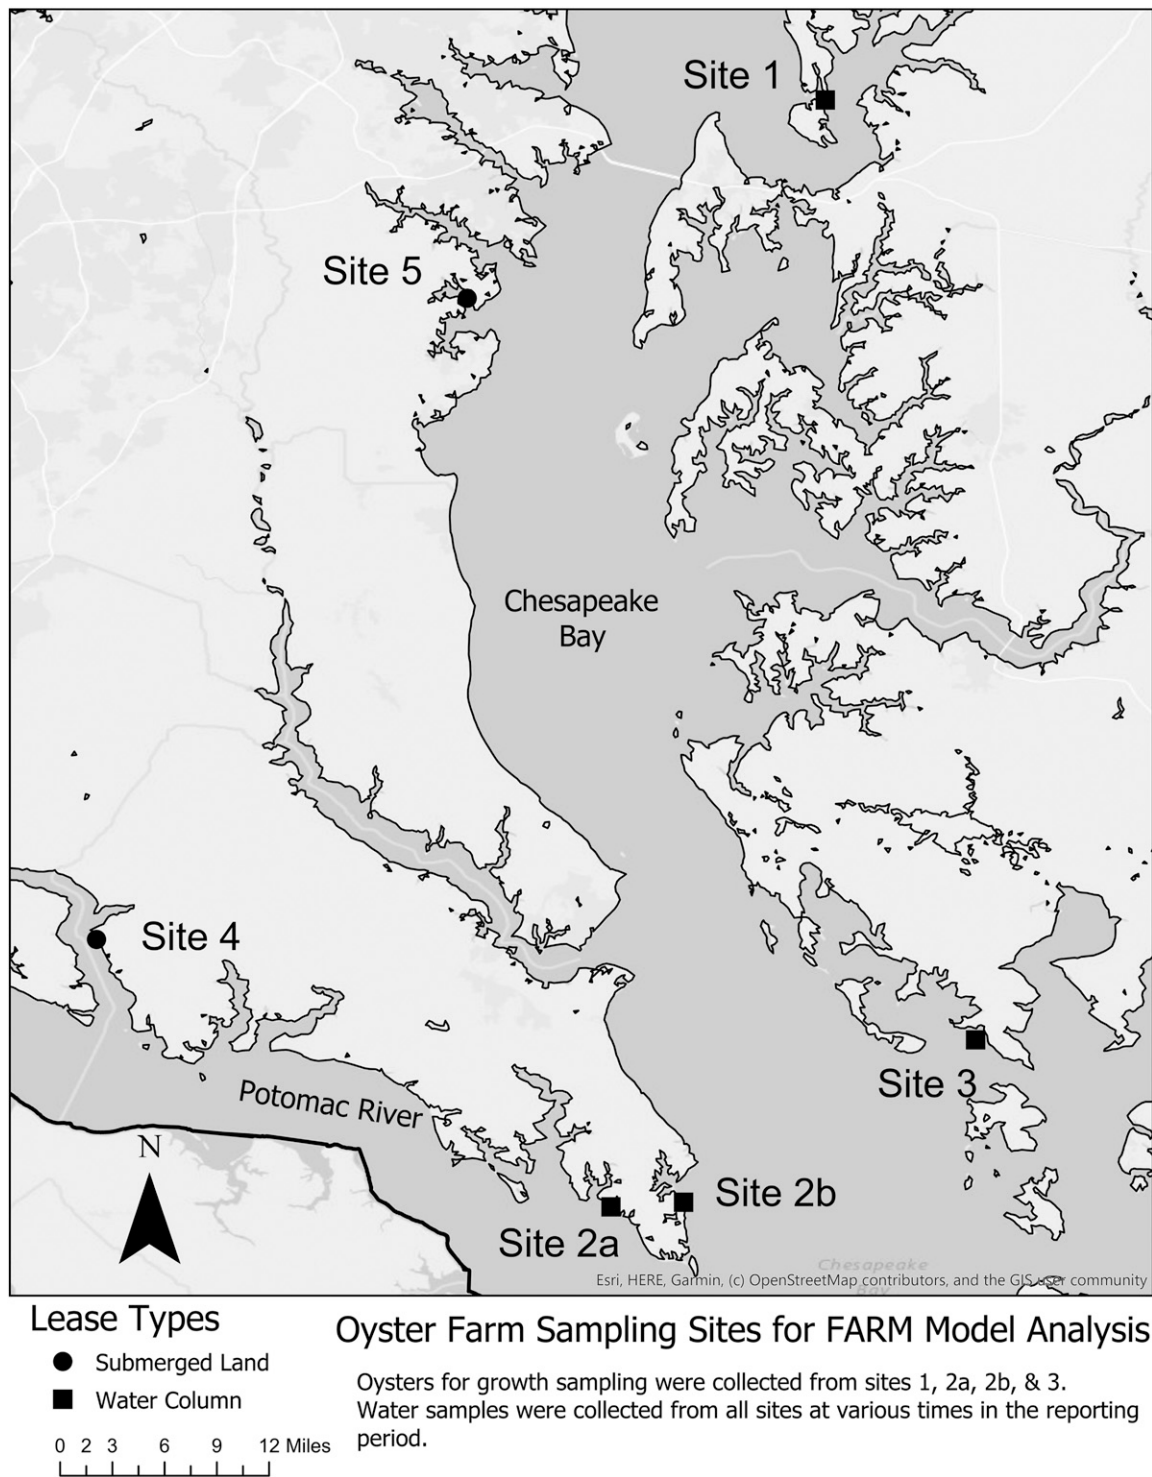 Site 1
Site 5
Chesapeake
Bay
Site 4
Site 3
Potomac River
N
Site 2b
Site 2a
Chesapeake
Bay
Esri, HERE, Garmin, (c) OpenStreetMap contributors, and the GIS user community
Lease Types
Submerged Land
Water Column
0 2 3 6 9 12 Miles
Oyster Farm Sampling Sites for FARM Model Analysis
Oysters for growth sampling were collected from sites 1, 2a, 2b, & 3.
Water samples were collected from all sites at various times in the reporting
period.